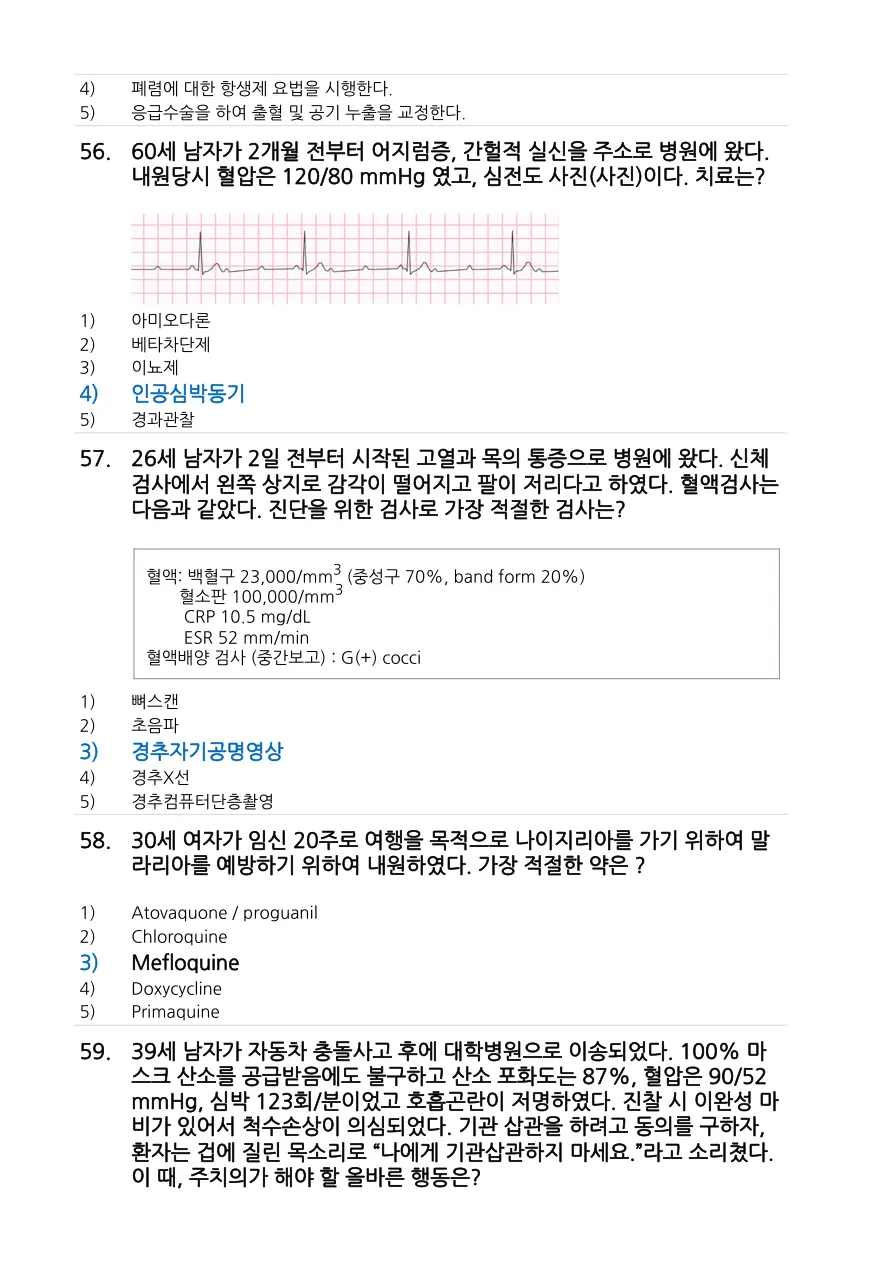 4) 폐렴에 대한 항생제 요법을 시행한다.
5) 응급수술을 하여 출혈 및 공기 누출을 교정한다.
56. 60세 남자가 2개월 전부터 어지럼증, 간헐적 실신을 주소로 병원에 왔다.
내원당시 혈압은 120/80 mmHg 였고, 심전도 사진(사진)이다. 치료는?
1) 아미오다론
2) 베타차단제
3) 이뇨제
4) 인공심박동기
5) 경과관찰
57. 26세 남자가 2일 전부터 시작된 고열과 목의 통증으로 병원에 왔다. 신체
검사에서 왼쪽 상지로 감각이 떨어지고 팔이 저리다고 하였다. 혈액검사는
다음과 같았다. 진단을 위한 검사로 가장 적절한 검사는?
혈액: 백혈구 23,000/mm³ (중성구 70%, band form 20%)
혈소판 100,000/mm³
CRP 10.5 mg/dL
ESR 52 mm/min
혈액배양 검사 (중간보고) : G(+) cocci
1) 뼈스캔
2) 초음파
3) 경추자기공명영상
4) 경추X선
5) 경추컴퓨터단층촬영
58. 30세 여자가 임신 20주로 여행을 목적으로 나이지리아를 가기 위하여 말
라리아를 예방하기 위하여 내원하였다. 가장 적절한 약은 ?
1) Atovaquone / proguanil
2) Chloroquine
3) Mefloquine
4) Doxycycline
5) Primaquine
59. 39세 남자가 자동차 충돌사고 후에 대학병원으로 이송되었다. 100% 마
스크 산소를 공급받음에도 불구하고 산소 포화도는 87%, 혈압은 90/52
mmHg, 심박 123회/분이었고 호흡곤란이 저명하였다. 진찰 시 이완성 마
비가 있어서 척수손상이 의심되었다. 기관 삽관을 하려고 동의를 구하자,
환자는 겁에 질린 목소리로 “나에게 기관삽관하지 마세요.”라고 소리쳤다.
이 때, 주치의가 해야 할 올바른 행동은?